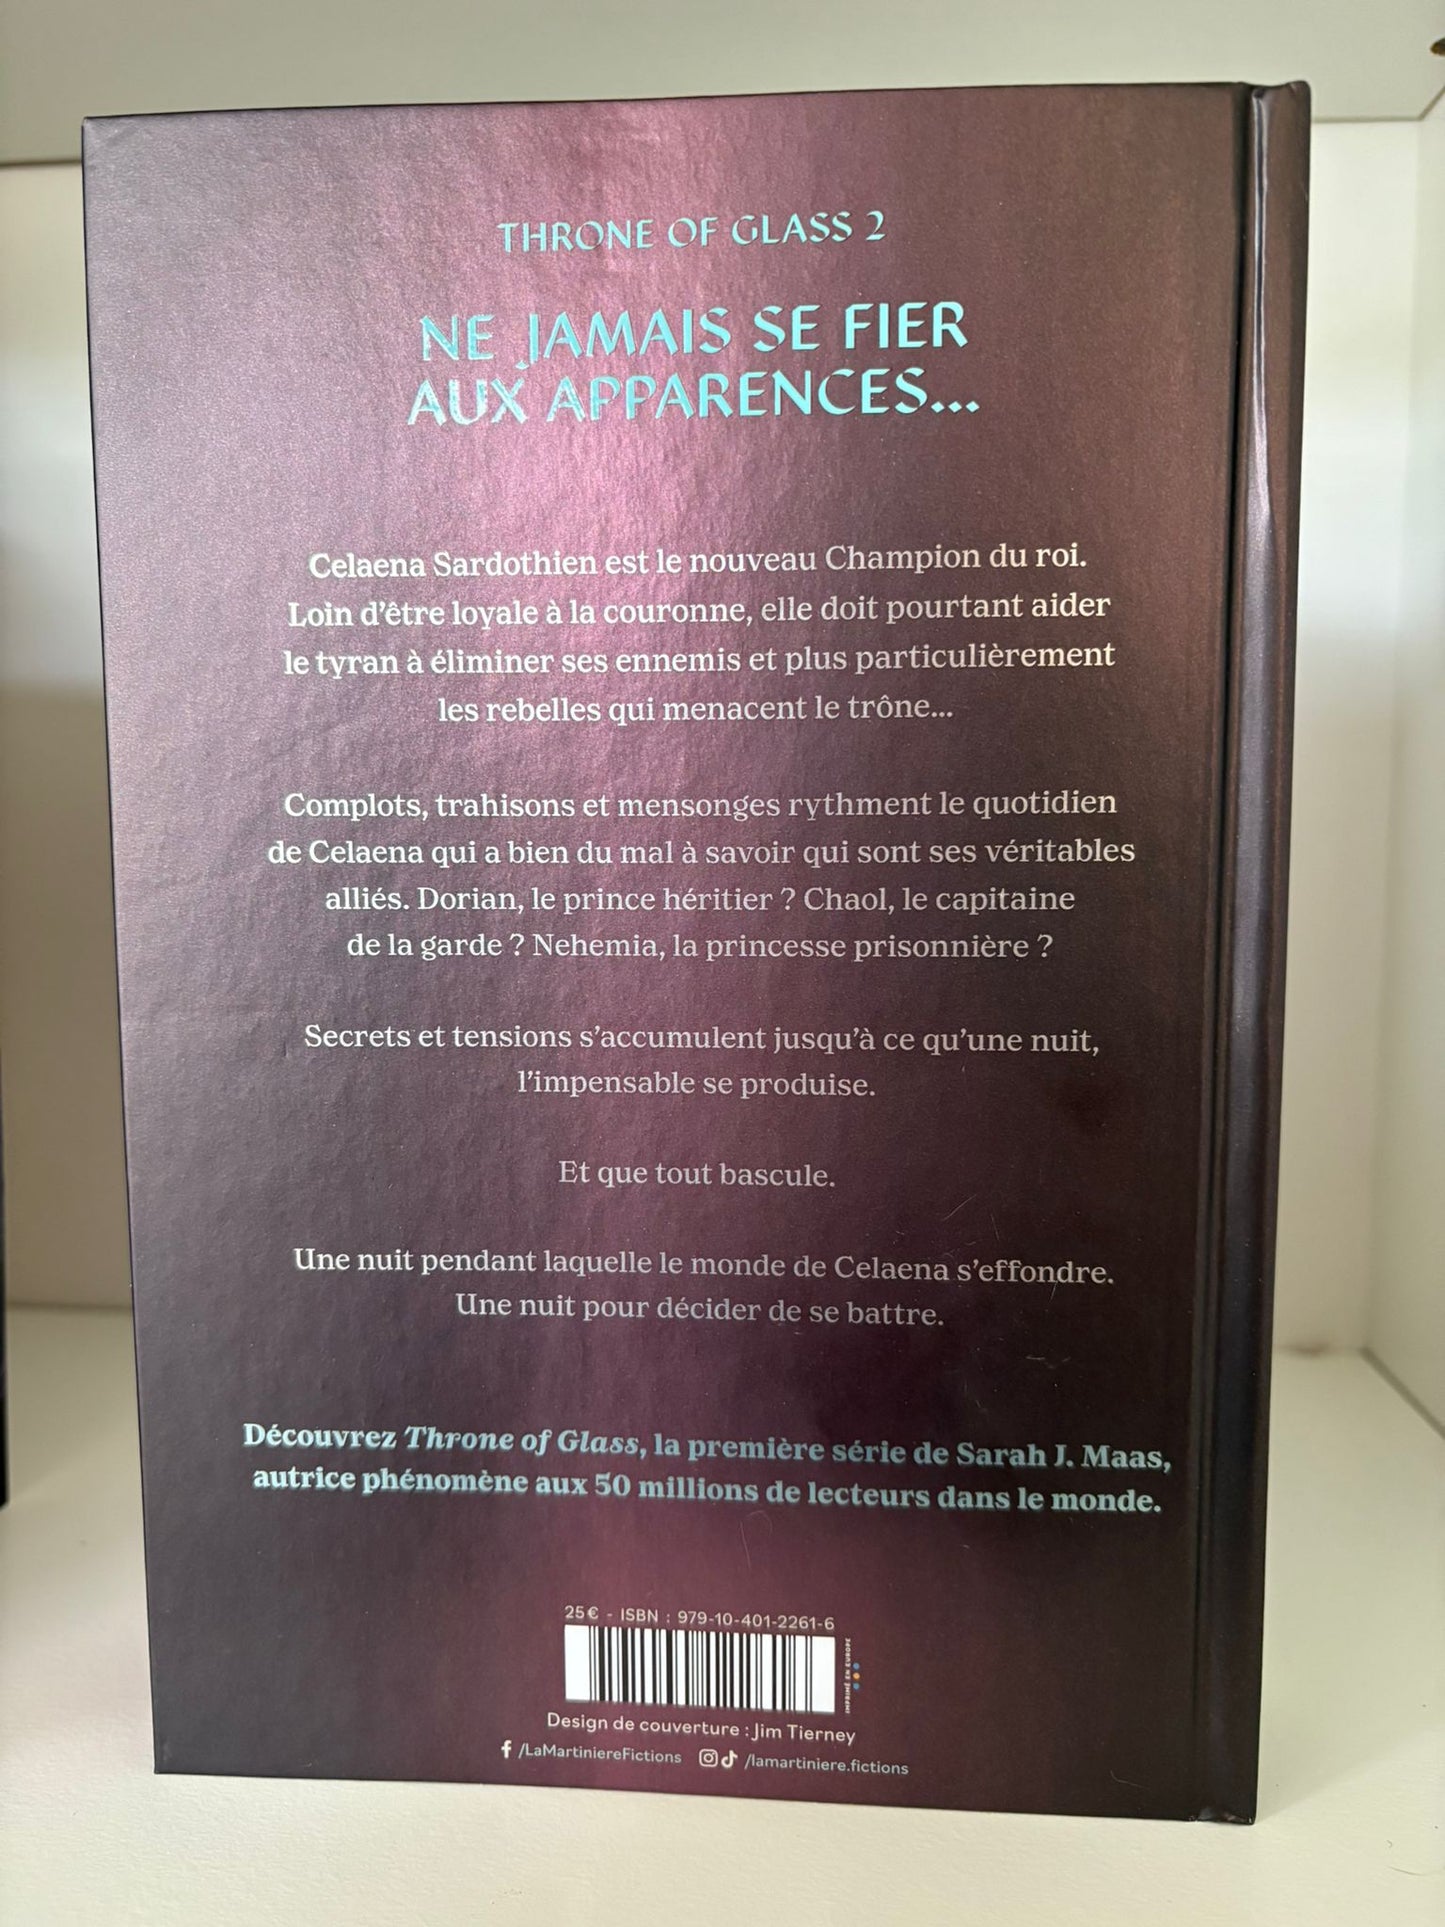 THRONE OF GLASS 2
NE JAMAIS SE FIER
AUX APPARENCES...
Celaena Sardothien est le nouveau Champion du roi.
Loin d'être loyale à la couronne, elle doit pourtant aider
le tyran à éliminer ses ennemis et plus particulièrement
les rebelles qui menacent le trône...
Complots, trahisons et mensonges rythment le quotidien
de Celaena qui a bien du mal à savoir qui sont ses véritables
alliés. Dorian, le prince héritier ? Chaol, le capitaine
de la garde ? Nehemia, la princesse prisonnière ?
Secrets et tensions s'accumulent jusqu'à ce qu'une nuit,
l'impensable se produise.
Et que tout bascule.
Une nuit pendant laquelle le monde de Celaena s'effondre.
Une nuit pour décider de se battre.
Découvrez Throne of Glass, la première série de Sarah J. Maas,
autrice phénomène aux 50 millions de lecteurs dans le monde.
25 € - ISBN : 979-10-401-2261-6
IMPRIMÉ EN EUROPE
Design de couverture : Jim Tierney
/LaMartiniereFictions /lamartiniere.fictions